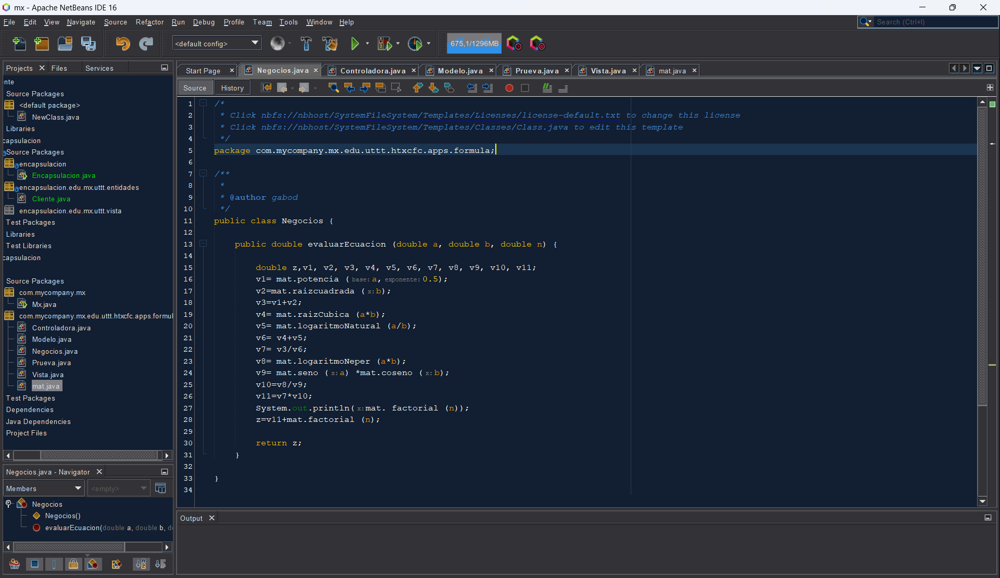 mx - Apache NetBeans IDE 16
File Edit View Navigate Source Refactor Run Debug Profile Team Tools Window Help
Search (Ctrl+I)
<default config>
675,1/1296MB
Projects Files Services
nte
Source Packages
<default package>
NewClass.java
Libraries
capsulacion
Source Packages
encapsulacion
Encapsulacion.java
encapsulacion.edu.mx.uttt.entidades
Cliente.java
encapsulacion.edu.mx.uttt.vista
Test Packages
Libraries
Test Libraries
capsulacion
Source Packages
com.mycompany.mx
Mx.java
com.mycompany.mx.edu.uttt.htxcfc.apps.formul
Controladora.java
Modelo.java
Negocios.java
Prueva.java
Vista.java
mat.java
Test Packages
Dependencies
Java Dependencies
Project Files
Negocios.java - Navigator
Members
<empty>
Negocios
Negocios()
evaluarEcuacion(double a, double b, d
Start Page Negocios.java Controladora.java Modelo.java Prueva.java Vista.java mat.java
Source History
1 /*
2 * Click nbfs://nbhost/SystemFileSystem/Templates/Licenses/license-default.txt to change this license
3 * Click nbfs://nbhost/SystemFileSystem/Templates/Classes/Class.java to edit this template
4 */
5 package com.mycompany.mx.edu.uttt.htxcfc.apps.formula;
6
7 /**
8 *
9 * @author gabod
10 */
11 public class Negocios {
12
13 public double evaluarEcuacion (double a, double b, double n) {
14
15 double z,v1, v2, v3, v4, v5, v6, v7, v8, v9, v10, v11;
16 v1= mat.potencia ( base: a, exponente: 0.5);
17 v2=mat.raizcuadrada ( x: b);
18 v3=v1+v2;
19 v4= mat.raizCubica (a*b);
20 v5= mat.logaritmoNatural (a/b);
21 v6= v4+v5;
22 v7= v3/v6;
23 v8= mat.logaritmoNeper (a*b);
24 v9= mat.seno ( x: a) *mat.coseno ( x: b);
25 v10=v8/v9;
26 v11=v7*v10;
27 System.out.println( x: mat. factorial (n));
28 z=v11+mat.factorial (n);
29
30 return z;
31 }
32
33 }
34
Output